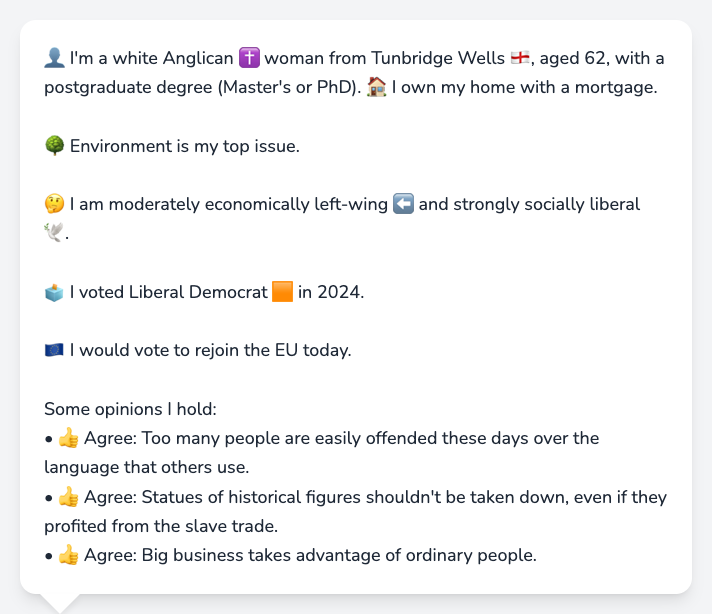 👤 I'm a white Anglican ✝️ woman from Tunbridge Wells 🏴󠁧󠁢󠁥󠁮󠁧󠁿, aged 62, with a
postgraduate degree (Master's or PhD). 🏠 I own my home with a mortgage.
🌳 Environment is my top issue.
🤔 I am moderately economically left-wing ⬅️ and strongly socially liberal
🕊️.
🗳️ I voted Liberal Democrat 🟧 in 2024.
🇪🇺 I would vote to rejoin the EU today.
Some opinions I hold:
• 👍 Agree: Too many people are easily offended these days over the
language that others use.
• 👍 Agree: Statues of historical figures shouldn't be taken down, even if they
profited from the slave trade.
• 👍 Agree: Big business takes advantage of ordinary people.